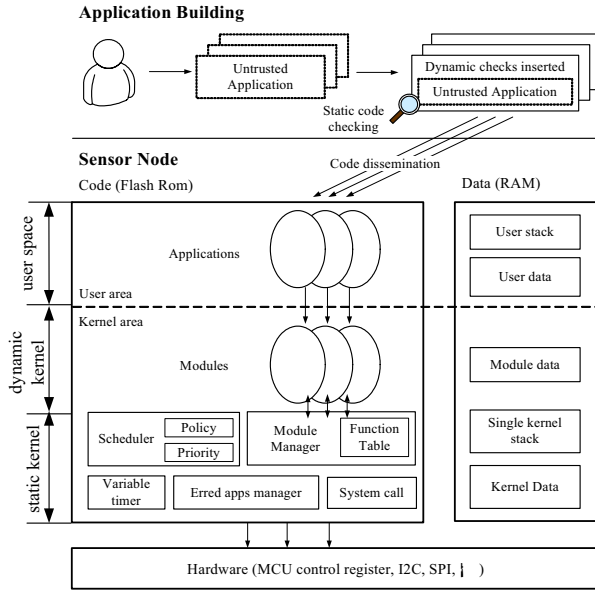 Application Building
Untrusted
Application
Dynamic checks inserted
Untrusted Application
Static code
checking
Sensor Node
Code dissemination
Code (Flash Rom)
Data (RAM)
user space
Applications
User stack
User data
User area
Kernel area
dynamic
kernel
Modules
Module data
static kernel
Scheduler
Policy
Priority
Module
Manager
Function
Table
Single kernel
stack
Variable
timer
Erred apps manager
System call
Kernel Data
Hardware (MCU control register, I2C, SPI, )